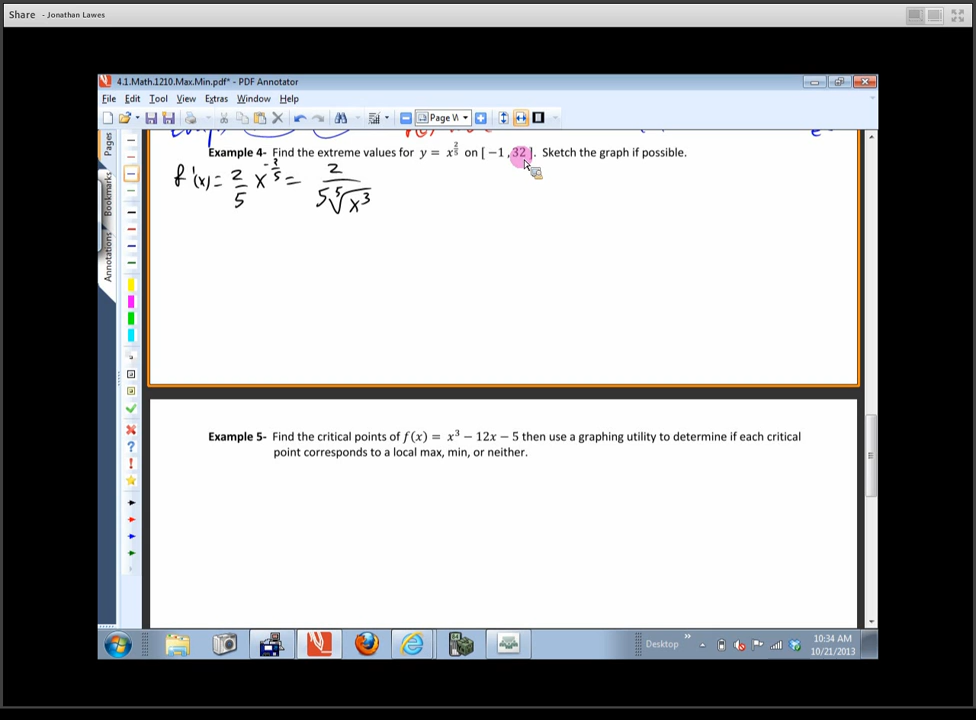 Share - Jonathan Lawes
4.1.Math.1210.Max.Min.pdf* - PDF Annotator
File Edit Tool View Extras Window Help
Page W
Pages
Bookmarks
Annotations
Example 4- Find the extreme values for y = x^(2/5) on [ −1 , 32 ]. Sketch the graph if possible.
f'(x) = 2/5 x^(-3/5) = 2/(5 ⁵√x³)
Example 5- Find the critical points of f(x) = x³ − 12x − 5 then use a graphing utility to determine if each critical
point corresponds to a local max, min, or neither.
Desktop
10:34 AM
10/21/2013